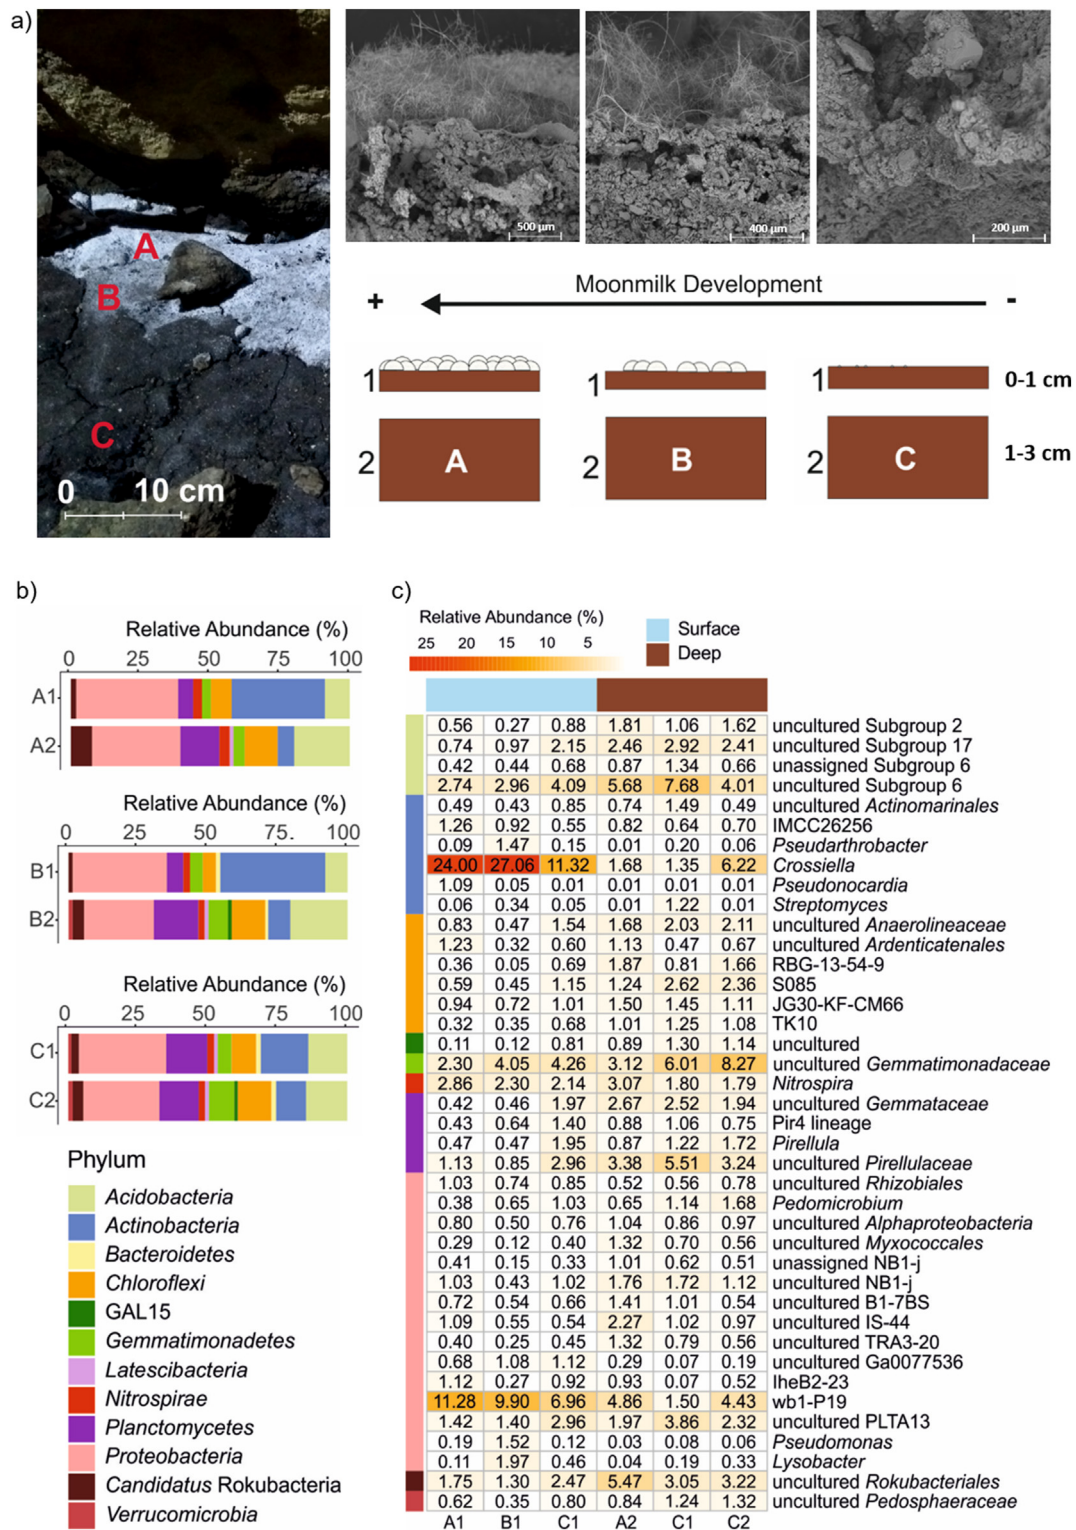 a)
A
B
C
0 10 cm
500 µm
400 µm
200 µm
Moonmilk Development
+ -
1 1 1 0-1 cm
2 A 2 B 2 C 1-3 cm
b)
Relative Abundance (%)
0 25 50 75 100
A1
A2
Relative Abundance (%)
0 25 50 75. 100
B1
B2
Relative Abundance (%)
0 25 50 75 100
C1
C2
Phylum
Acidobacteria
Actinobacteria
Bacteroidetes
Chloroflexi
GAL15
Gemmatimonadetes
Latescibacteria
Nitrospirae
Planctomycetes
Proteobacteria
Candidatus Rokubacteria
Verrucomicrobia
c)
Relative Abundance (%)
25 20 15 10 5
Surface
Deep
0.56 0.27 0.88 1.81 1.06 1.62 uncultured Subgroup 2
0.74 0.97 2.15 2.46 2.92 2.41 uncultured Subgroup 17
0.42 0.44 0.68 0.87 1.34 0.66 unassigned Subgroup 6
2.74 2.96 4.09 5.68 7.68 4.01 uncultured Subgroup 6
0.49 0.43 0.85 0.74 1.49 0.49 uncultured Actinomarinales
1.26 0.92 0.55 0.82 0.64 0.70 IMCC26256
0.09 1.47 0.15 0.01 0.20 0.06 Pseudarthrobacter
24.00 27.06 11.32 1.68 1.35 6.22 Crossiella
1.09 0.05 0.01 0.01 0.01 0.01 Pseudonocardia
0.06 0.34 0.05 0.01 1.22 0.01 Streptomyces
0.83 0.47 1.54 1.68 2.03 2.11 uncultured Anaerolineaceae
1.23 0.32 0.60 1.13 0.47 0.67 uncultured Ardenticatenales
0.36 0.05 0.69 1.87 0.81 1.66 RBG-13-54-9
0.59 0.45 1.15 1.24 2.62 2.36 S085
0.94 0.72 1.01 1.50 1.45 1.11 JG30-KF-CM66
0.32 0.35 0.68 1.01 1.25 1.08 TK10
0.11 0.12 0.81 0.89 1.30 1.14 uncultured
2.30 4.05 4.26 3.12 6.01 8.27 uncultured Gemmatimonadaceae
2.86 2.30 2.14 3.07 1.80 1.79 Nitrospira
0.42 0.46 1.97 2.67 2.52 1.94 uncultured Gemmataceae
0.43 0.64 1.40 0.88 1.06 0.75 Pir4 lineage
0.47 0.47 1.95 0.87 1.22 1.72 Pirellula
1.13 0.85 2.96 3.38 5.51 3.24 uncultured Pirellulaceae
1.03 0.74 0.85 0.52 0.56 0.78 uncultured Rhizobiales
0.38 0.65 1.03 0.65 1.14 1.68 Pedomicrobium
0.80 0.50 0.76 1.04 0.86 0.97 uncultured Alphaproteobacteria
0.29 0.12 0.40 1.32 0.70 0.56 uncultured Myxococcales
0.41 0.15 0.33 1.01 0.62 0.51 unassigned NB1-j
1.03 0.43 1.02 1.76 1.72 1.12 uncultured NB1-j
0.72 0.54 0.66 1.41 1.01 0.54 uncultured B1-7BS
1.09 0.55 0.54 2.27 1.02 0.97 uncultured IS-44
0.40 0.25 0.45 1.32 0.79 0.56 uncultured TRA3-20
0.68 1.08 1.12 0.29 0.07 0.19 uncultured Ga0077536
1.12 0.27 0.92 0.93 0.07 0.52 IheB2-23
11.28 9.90 6.96 4.86 1.50 4.43 wb1-P19
1.42 1.40 2.96 1.97 3.86 2.32 uncultured PLTA13
0.19 1.52 0.12 0.03 0.08 0.06 Pseudomonas
0.11 1.97 0.46 0.04 0.19 0.33 Lysobacter
1.75 1.30 2.47 5.47 3.05 3.22 uncultured Rokubacteriales
0.62 0.35 0.80 0.84 1.24 1.32 uncultured Pedosphaeraceae
A1 B1 C1 A2 C1 C2